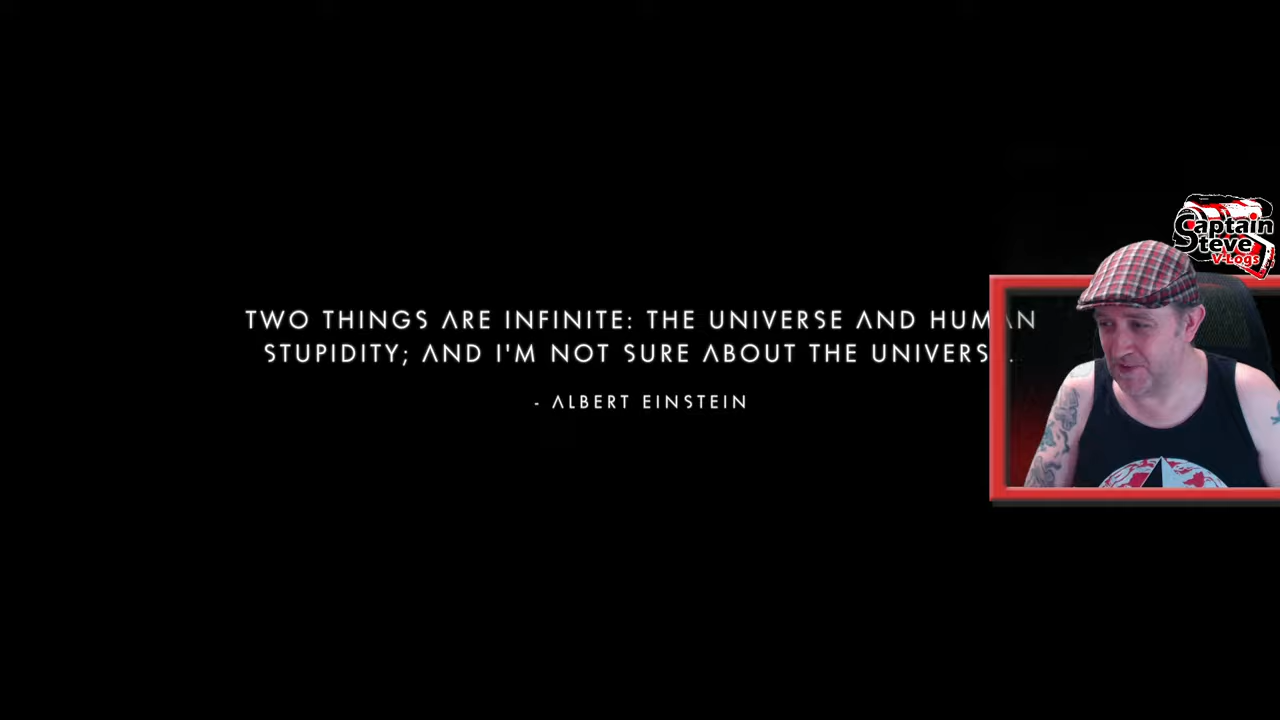 TWO THINGS ARE INFINITE: THE UNIVERSE AND HUMAN
STUPIDITY; AND I'M NOT SURE ABOUT THE UNIVERS
- ALBERT EINSTEIN
Captain
Steve
V-Logs